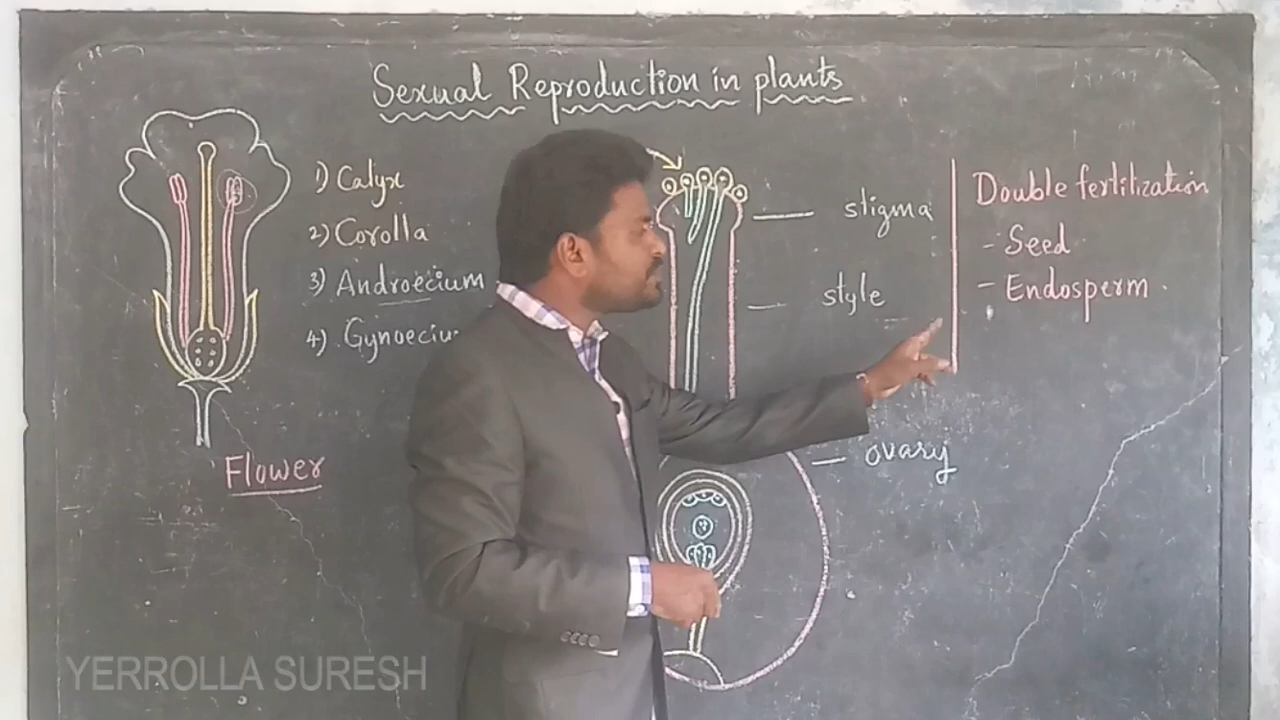 Sexual Reproduction in plants
1) Calyx
2) Corolla
3) Androecium
4) Gynoeciu
Flower
stigma
style
ovary
Double fertilization
- Seed
- Endosperm
YERROLLA SURESH